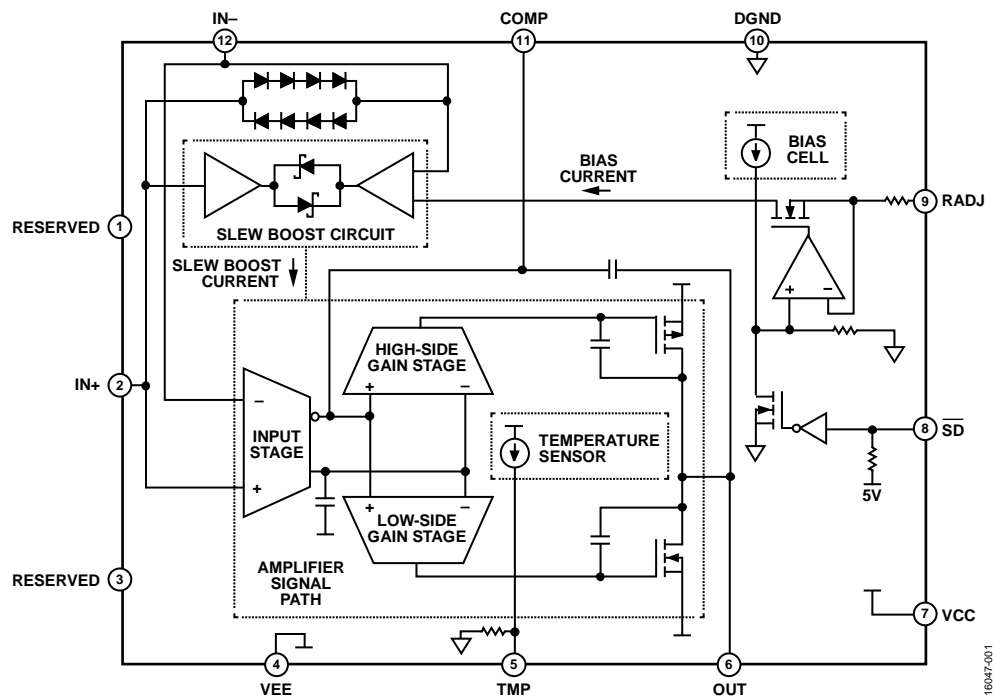 IN–
COMP
DGND
12
11
10
BIAS
CELL
BIAS
CURRENT
9
RADJ
1
RESERVED
SLEW BOOST CIRCUIT
SLEW BOOST
CURRENT
+
–
HIGH-SIDE
GAIN STAGE
+
–
2
IN+
–
INPUT
STAGE
+
TEMPERATURE
SENSOR
8
SD
5V
+
–
LOW-SIDE
GAIN STAGE
AMPLIFIER
SIGNAL
PATH
RESERVED
3
7
VCC
4
5
6
VEE
TMP
OUT
16047-001